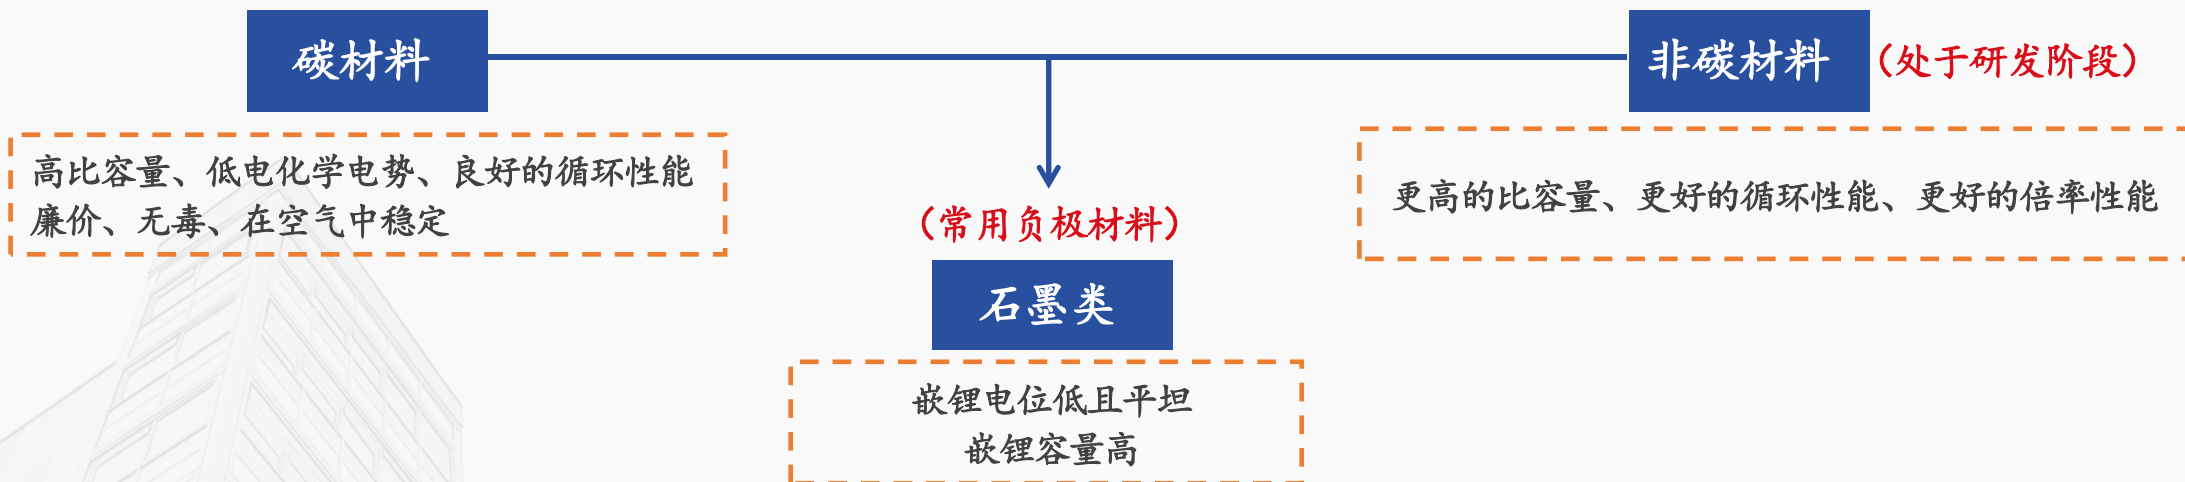 碳材料
非碳材料
（处于研发阶段）
高比容量、低电化学电势、良好的循环性能
廉价、无毒、在空气中稳定
更高的比容量、更好的循环性能、更好的倍率性能
（常用负极材料）
石墨类
嵌锂电位低且平坦
嵌锂容量高